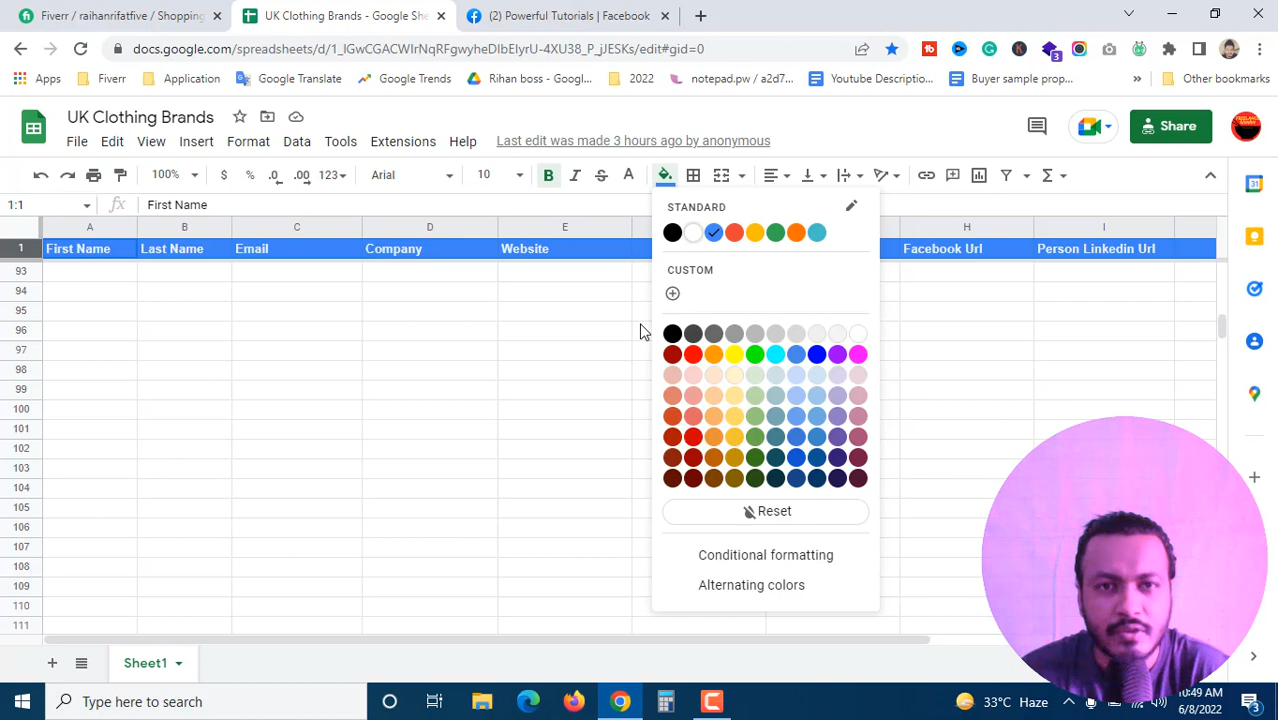 Fiverr / raihanrifatfive / Shopping
UK Clothing Brands - Google She
(2) Powerful Tutorials | Facebook
docs.google.com/spreadsheets/d/1_
/edit#gid=0
Apps
Fiverr
Application
Google Translate
Google Trends
Rihan boss - Googl...
2022
notepad.pw / a2d7...
Youtube Descriptio...
Buyer sample prop...
»
Other bookmarks
UK Clothing Brands
File Edit View Insert Format Data Tools Extensions Help
Last edit was made 3 hours ago by anonymous
Share
100% $ % .0 .00 123 Arial 10 B I S A
1:1 fx First Name
A B C D E H I
1 First Name Last Name Email Company Website Facebook Url Person Linkedin Url
93
94
95
96
97
98
99
100
101
102
103
104
105
106
107
108
109
110
111
STANDARD
CUSTOM
Reset
Conditional formatting
Alternating colors
31
Sheet1
Type here to search
33°C Haze
10:49 AM
6/8/2022
3